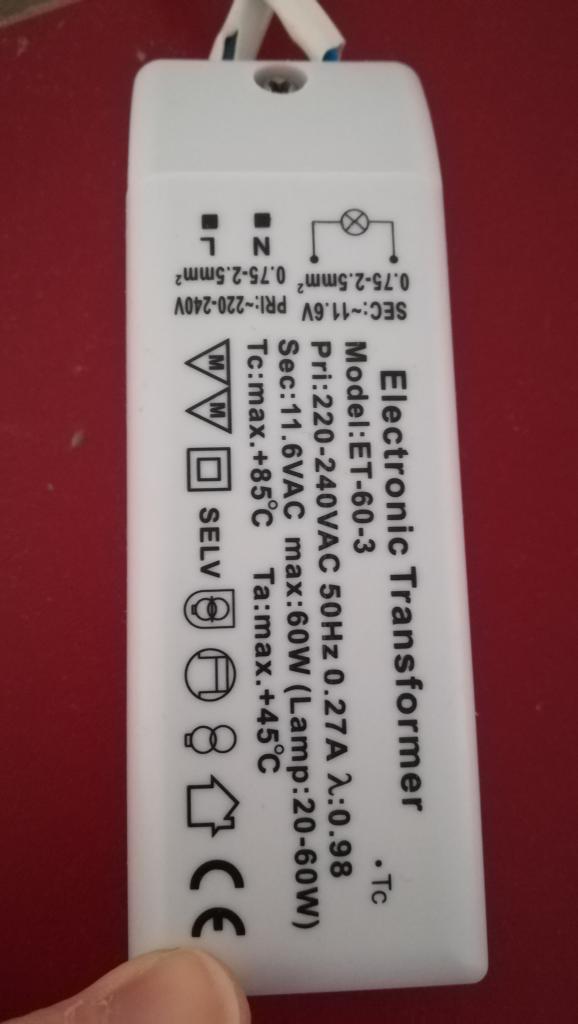 Electronic Transformer
Model:ET-60-3
Pri:220-240VAC 50Hz 0.27A λ:0.98
Sec:11.6VAC max:60W (Lamp:20-60W)
Tc:max.+85℃ Ta:max.+45℃
M M SELV CE
• Tc
SEC:~11.6V
0.75-2.5mm²
PRI:~220-240V
0.75-2.5mm²
N
L